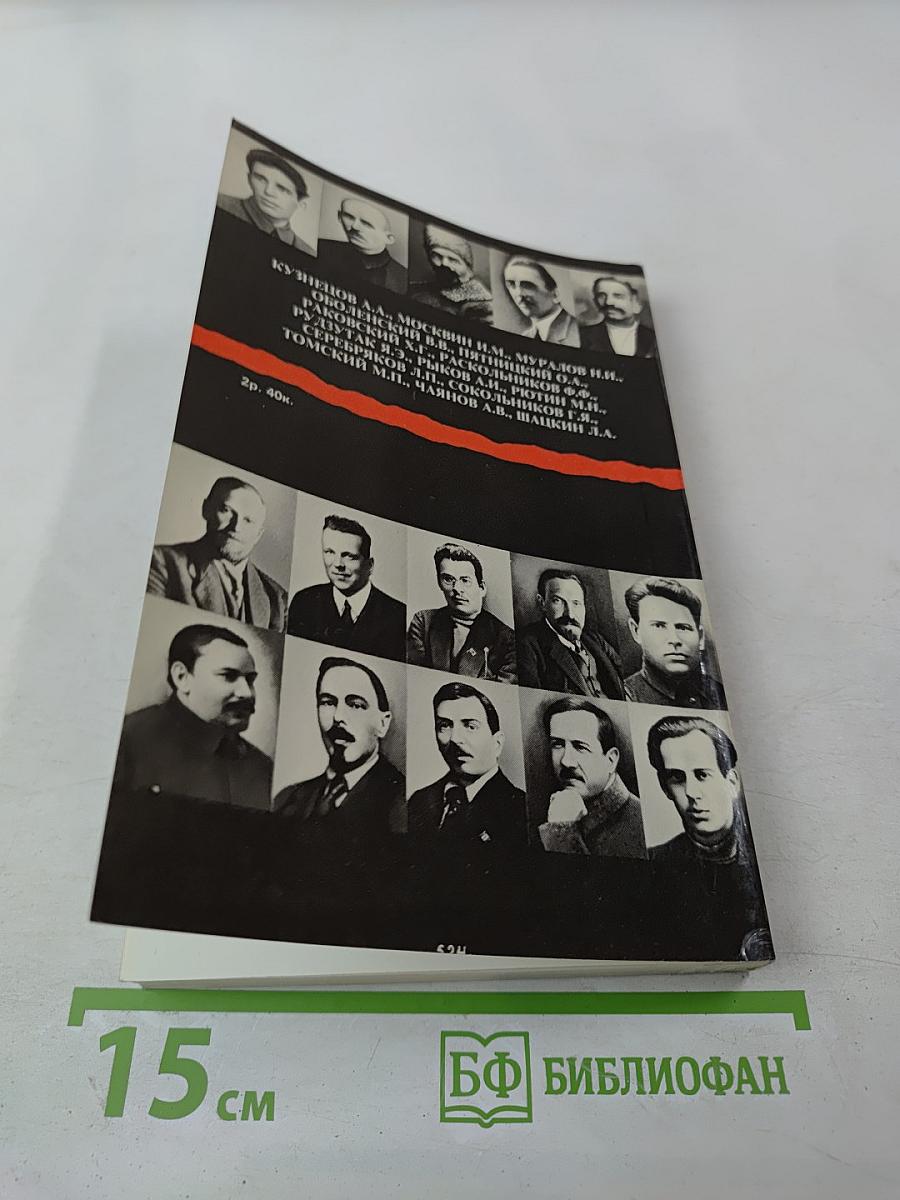 КУЗНЕЦОВ А.А., МОСКВИН И.М., МУРАЛОВ Н.И.,
ОБОЛЕНСКИЙ В.В., ПЯТНИЦКИЙ О.А.,
РАКОВСКИЙ Х.Г., РАСКОЛЬНИКОВ Ф.Ф.,
РУДЗУТАК Я.Э., РЫКОВ А.И., РЮТИН М.Н.,
СЕРЕБРЯКОВ Л.П., СОКОЛЬНИКОВ Г.Я.,
ТОМСКИЙ М.П., ЧАЯНОВ А.В., ШАЦКИН Л.А.
2р. 40к.
15 см
БФ БИБЛИОФАН